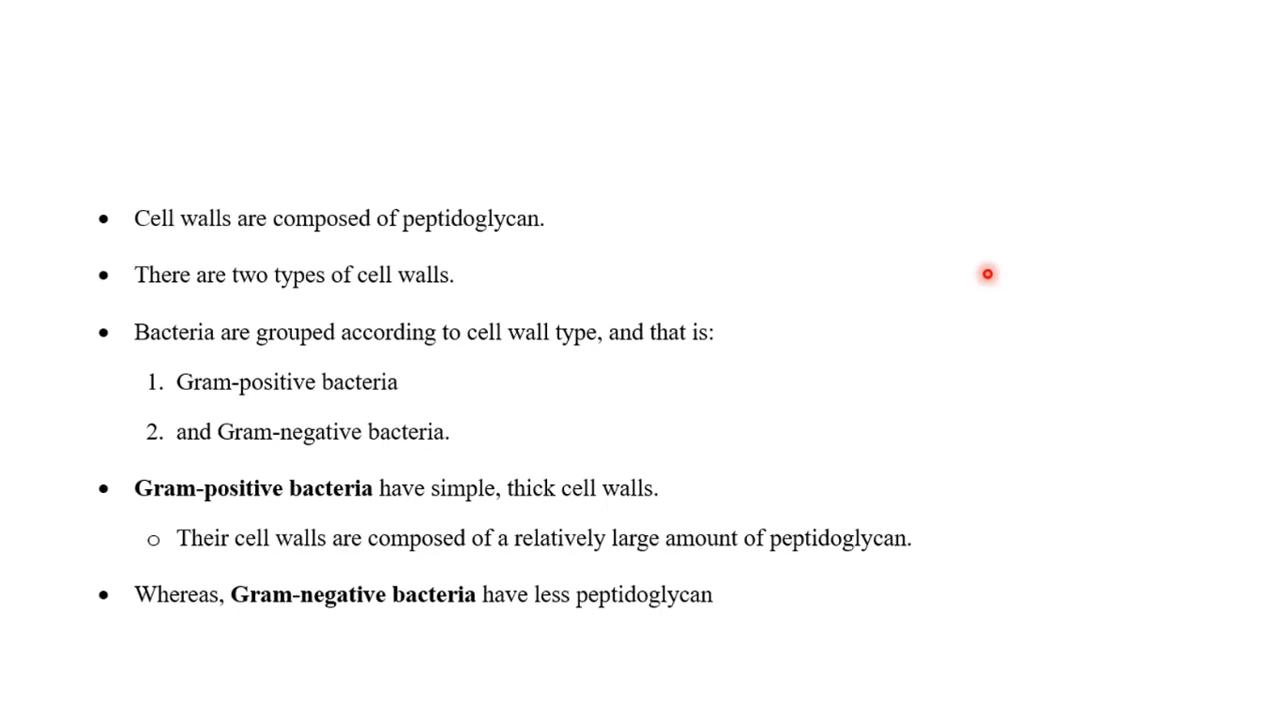 • Cell walls are composed of peptidoglycan.
• There are two types of cell walls.
• Bacteria are grouped according to cell wall type, and that is:
1. Gram-positive bacteria
2. and Gram-negative bacteria.
• Gram-positive bacteria have simple, thick cell walls.
o Their cell walls are composed of a relatively large amount of peptidoglycan.
• Whereas, Gram-negative bacteria have less peptidoglycan